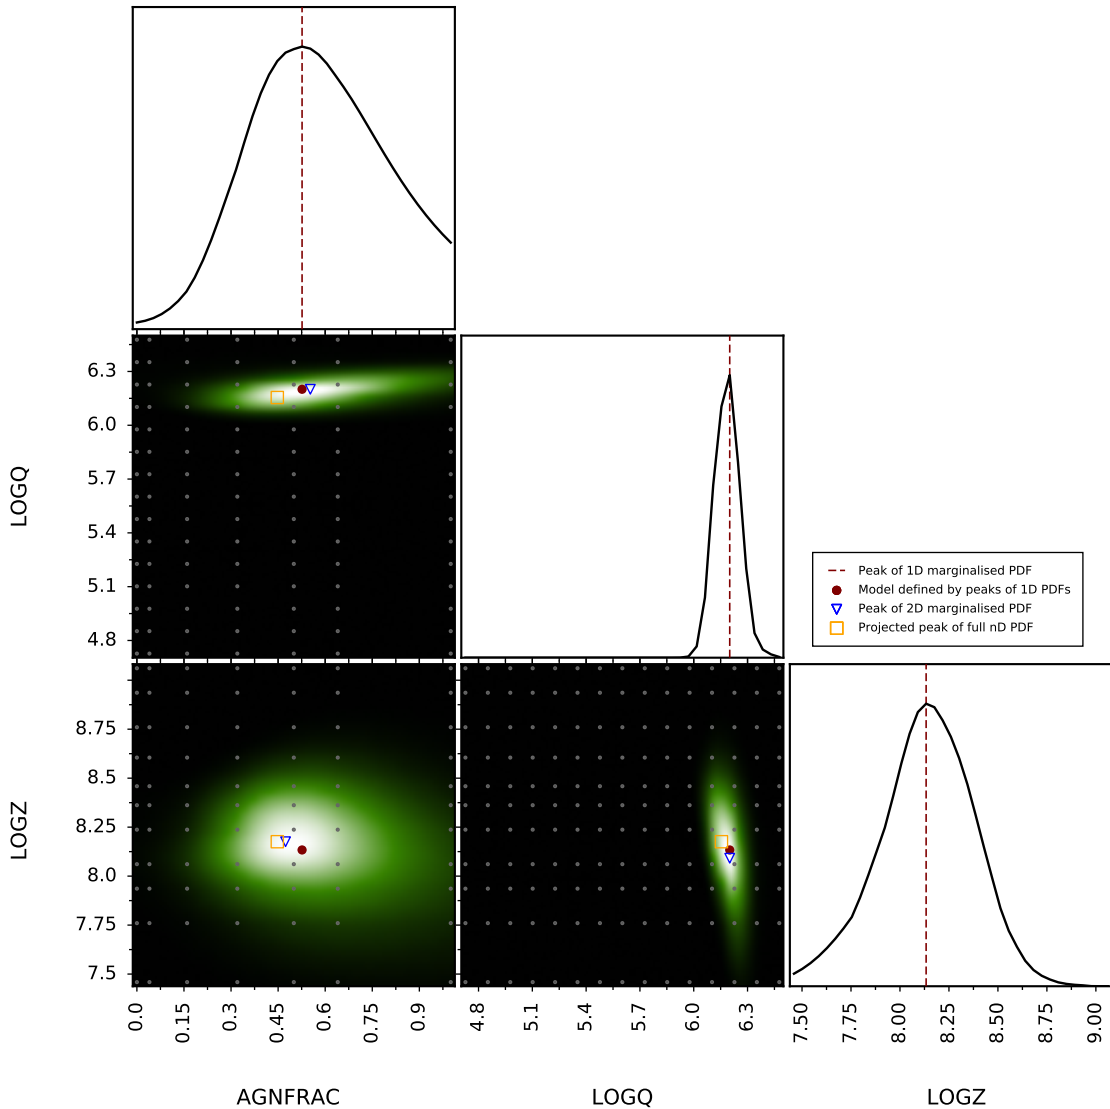 LOGQ
6.3
6.0
5.7
5.4
5.1
4.8
Peak of 1D marginalised PDF
Model defined by peaks of 1D PDFs
Peak of 2D marginalised PDF
Projected peak of full nD PDF
LOGZ
8.75
8.5
8.25
8.0
7.75
7.5
0.0 0.15 0.3 0.45 0.6 0.75 0.9
4.8 5.1 5.4 5.7 6.0 6.3
7.50 7.75 8.00 8.25 8.50 8.75 9.00
AGNFRAC LOGQ LOGZ